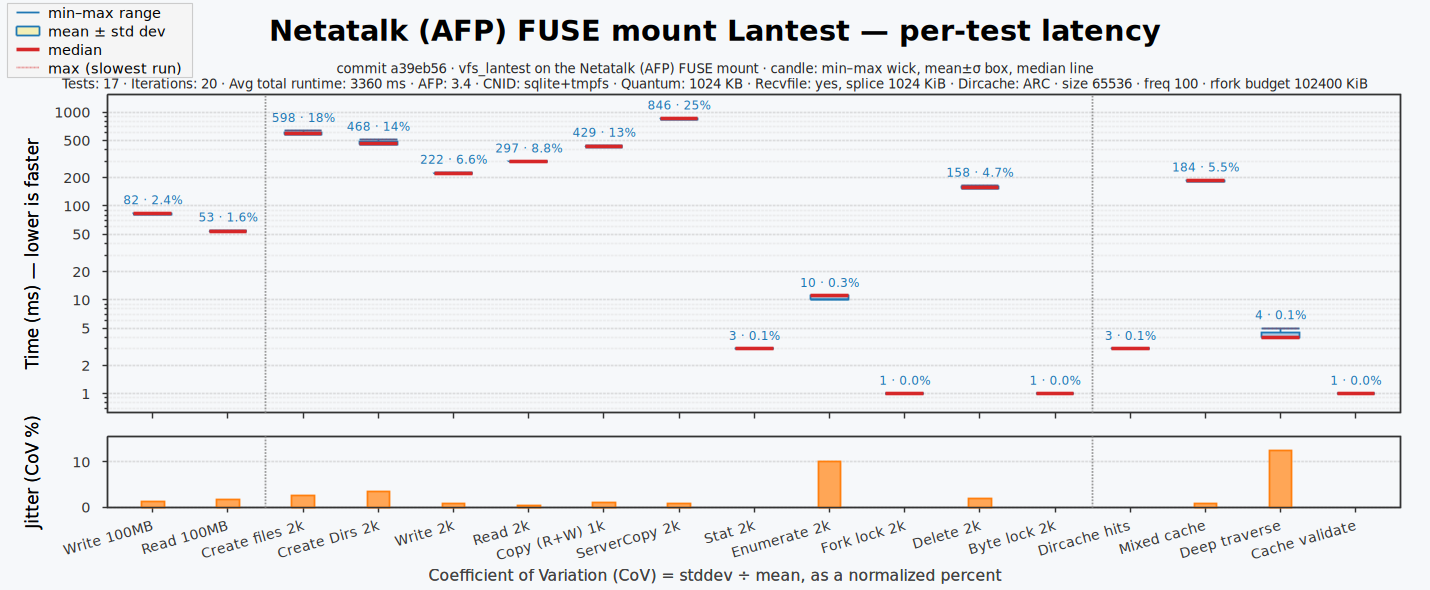 min–max range
mean ± std dev
median
max (slowest run)
Netatalk (AFP) FUSE mount Lantest — per-test latency
commit a39eb56 · vfs_lantest on the Netatalk (AFP) FUSE mount · candle: min–max wick, mean±σ box, median line
Tests: 17 · Iterations: 20 · Avg total runtime: 3360 ms · AFP: 3.4 · CNID: sqlite+tmpfs · Quantum: 1024 KB · Recvfile: yes, splice 1024 KiB · Dircache: ARC · size 65536 · freq 100 · rfork budget 102400 KiB
Time (ms) — lower is faster
1000
500
200
100
50
20
10
5
2
1
82 · 2.4%
53 · 1.6%
598 · 18%
468 · 14%
222 · 6.6%
297 · 8.8%
429 · 13%
846 · 25%
3 · 0.1%
10 · 0.3%
1 · 0.0%
158 · 4.7%
1 · 0.0%
3 · 0.1%
184 · 5.5%
4 · 0.1%
1 · 0.0%
Jitter (CoV %)
10
0
Write 100MB
Read 100MB
Create files 2k
Create Dirs 2k
Write 2k
Read 2k
Copy (R+W) 1k
ServerCopy 2k
Stat 2k
Enumerate 2k
Fork lock 2k
Delete 2k
Byte lock 2k
Dircache hits
Mixed cache
Deep traverse
Cache validate
Coefficient of Variation (CoV) = stddev ÷ mean, as a normalized percent